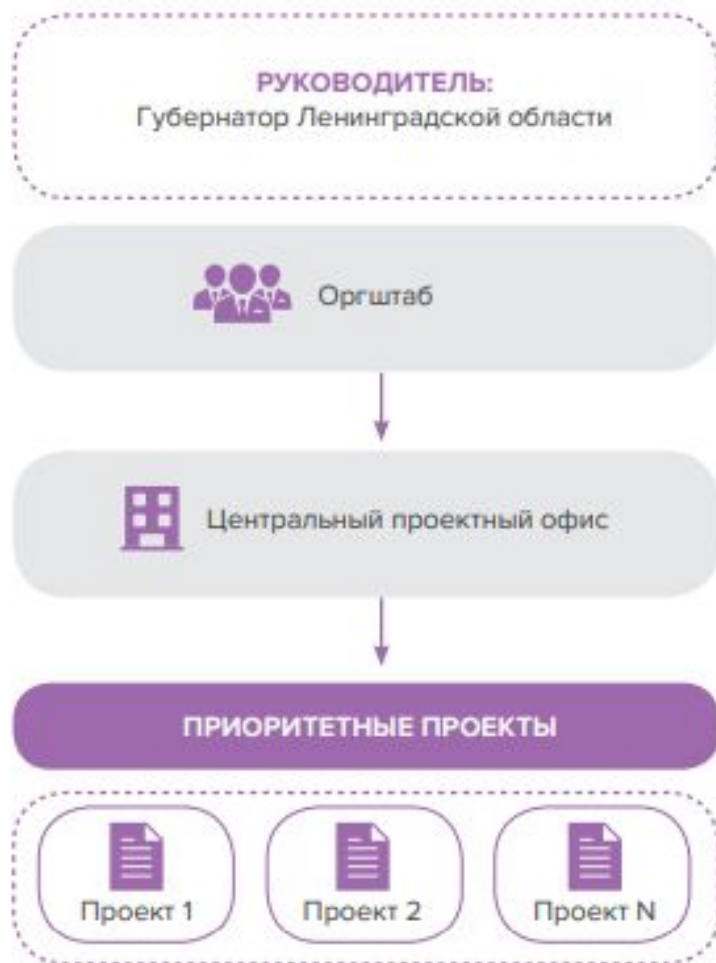 РУКОВОДИТЕЛЬ:
Губернатор Ленинградской области
Оргштаб
Центральный проектный офис
ПРИОРИТЕТНЫЕ ПРОЕКТЫ
Проект 1
Проект 2
Проект N